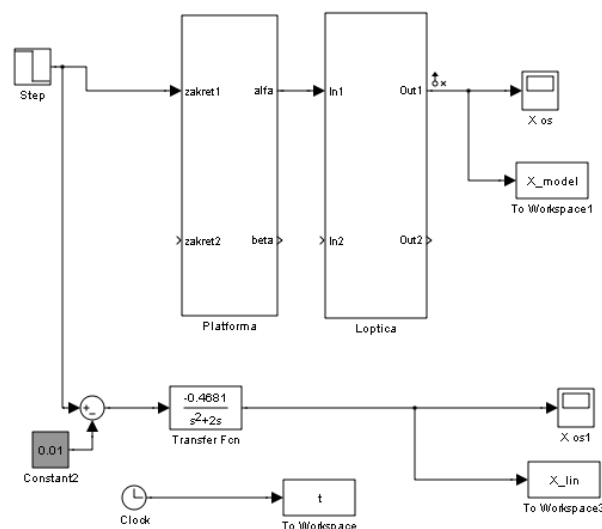 Step
zakret1
alfa
In1
Out1
x
X os
X_model
To Workspace1
zakret2
beta
In2
Out2
Platforma
Loptica
+
-
-0.4681
s²+2s
Transfer Fcn
X os1
0.01
Constant2
X_lin
To Workspace3
Clock
t
To Workspace